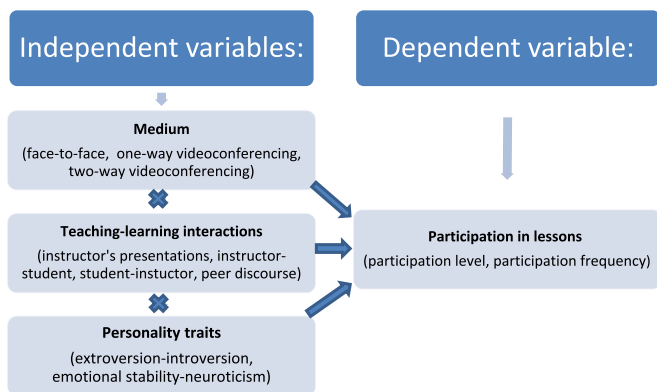 Independent variables:
Dependent variable:
Medium
(face-to-face, one-way videoconferencing,
two-way videoconferencing)
Teaching-learning interactions
(instructor's presentations, instructor-
student, student-instuctor, peer discourse)
Personality traits
(extroversion-introversion,
emotional stability-neuroticism)
Participation in lessons
(participation level, participation frequency)